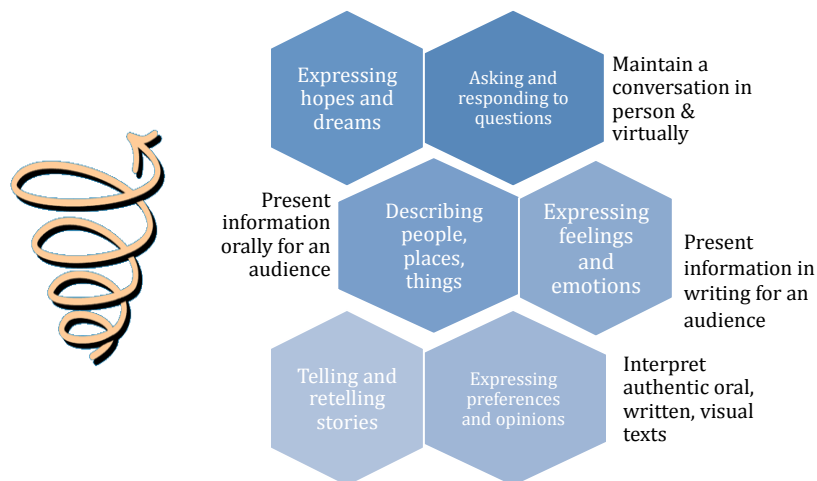 Expressing
hopes and
dreams
Asking and
responding to
questions
Maintain a
conversation in
person &
virtually
Present
information
orally for an
audience
Describing
people,
places,
things
Expressing
feelings
and
emotions
Present
information in
writing for an
audience
Telling and
retelling
stories
Expressing
preferences
and opinions
Interpret
authentic oral,
written, visual
texts